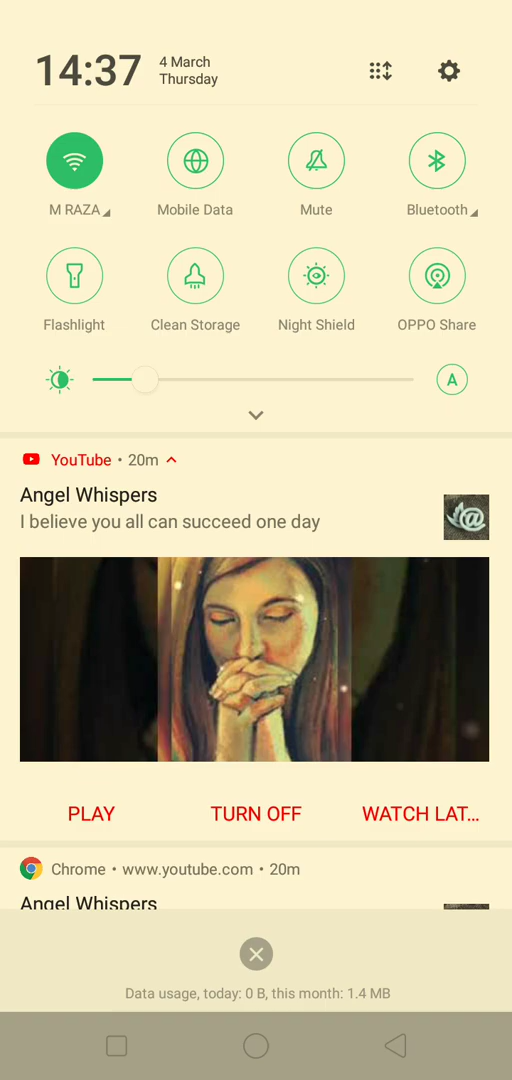 14:37
4 March
Thursday
M RAZA
Mobile Data
Mute
Bluetooth
Flashlight
Clean Storage
Night Shield
OPPO Share
A
YouTube • 20m
Angel Whispers
I believe you all can succeed one day
@
PLAY
TURN OFF
WATCH LAT...
Chrome • www.youtube.com • 20m
Angel Whispers
Data usage, today: 0 B, this month: 1.4 MB